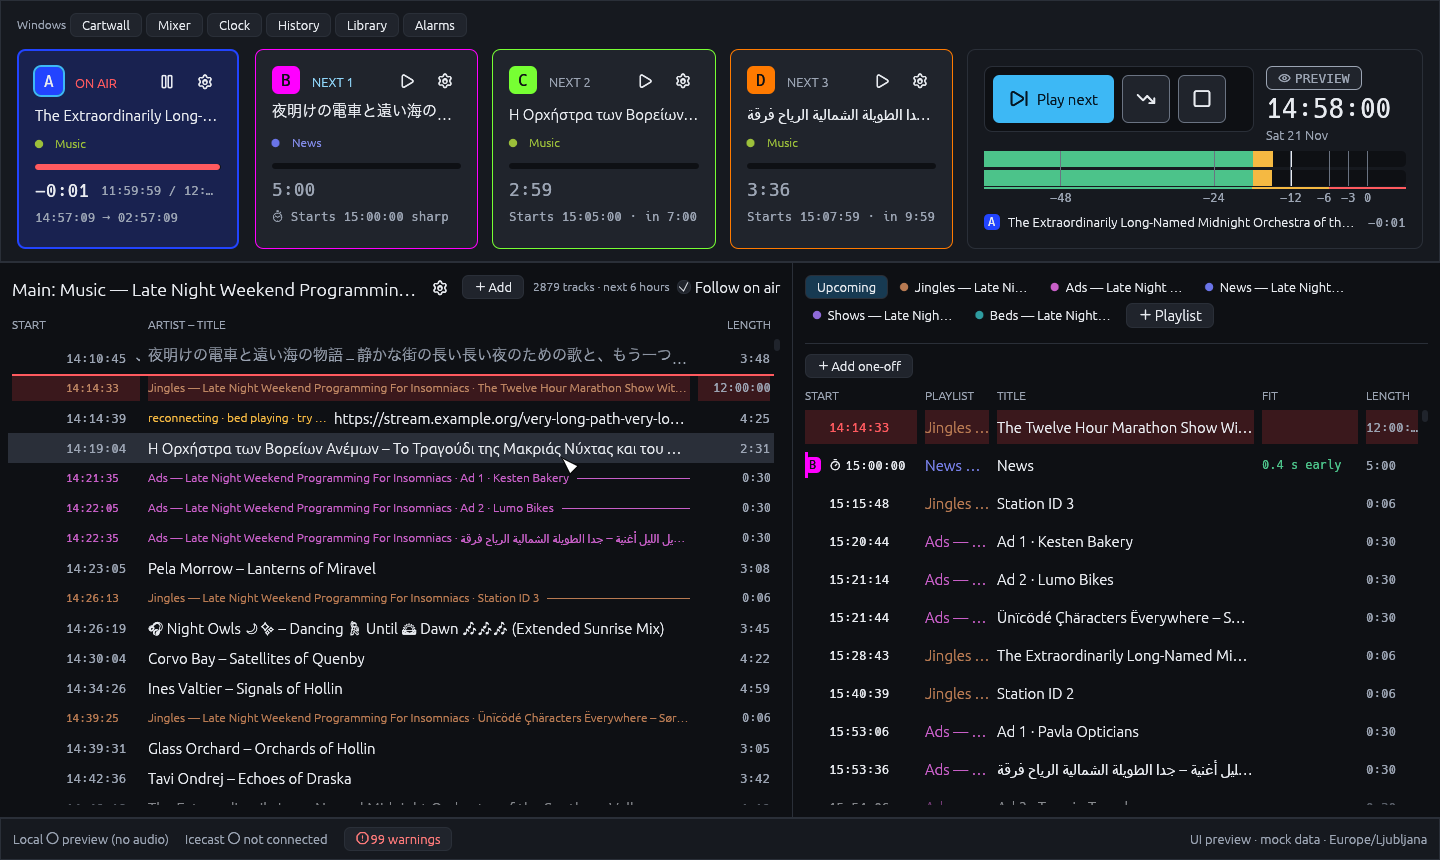 Windows Cartwall Mixer Clock History Library Alarms
A ON AIR
The Extraordinarily Long-…
Music
−0:01 11:59:59 / 12:…
14:57:09 → 02:57:09
B NEXT 1
夜明けの電車と遠い海の…
News
5:00
Starts 15:00:00 sharp
C NEXT 2
Η Ορχήστρα των Βορείων…
Music
2:59
Starts 15:05:00 · in 7:00
D NEXT 3
جدا الطويلة الشمالية الرياح فرقة…
Music
3:36
Starts 15:07:59 · in 9:59
Play next
PREVIEW
14:58:00
Sat 21 Nov
−48 −24 −12 −6 −3 0
A The Extraordinarily Long-Named Midnight Orchestra of th… −0:01
Main: Music — Late Night Weekend Programmin… + Add 2879 tracks · next 6 hours Follow on air
START ARTIST – TITLE LENGTH
14:10:45 夜明けの電車と遠い海の物語 – 静かな街の長い長い夜のための歌と、もう一つ… 3:48
14:14:33 Jingles — Late Night Weekend Programming For Insomniacs · The Twelve Hour Marathon Show Wit… 12:00:00
14:14:39 reconnecting · bed playing · try … https://stream.example.org/very-long-path-very-lo… 4:25
14:19:04 Η Ορχήστρα των Βορείων Ανέμων – Το Τραγούδι της Μακριάς Νύχτας και του … 2:31
14:21:35 Ads — Late Night Weekend Programming For Insomniacs · Ad 1 · Kesten Bakery 0:30
14:22:05 Ads — Late Night Weekend Programming For Insomniacs · Ad 2 · Lumo Bikes 0:30
14:22:35 Ads — Late Night Weekend Programming For Insomniacs · يل الليل أغنية – جدا الطويلة الشمالية الرياح فرقة… 0:30
14:23:05 Pela Morrow – Lanterns of Miravel 3:08
14:26:13 Jingles — Late Night Weekend Programming For Insomniacs · Station ID 3 0:06
14:26:19 🎧 Night Owls 🌙✨ – Dancing 💃 Until 🌅 Dawn 🎶🎶🎶 (Extended Sunrise Mix) 3:45
14:30:04 Corvo Bay – Satellites of Quenby 4:22
14:34:26 Ines Valtier – Signals of Hollin 4:59
14:39:25 Jingles — Late Night Weekend Programming For Insomniacs · Ünïcödé Çhäracters Ëverywhere – Sør… 0:06
14:39:31 Glass Orchard – Orchards of Hollin 3:05
14:42:36 Tavi Ondrej – Echoes of Draska 3:42
Upcoming Jingles — Late Ni… Ads — Late Night … News — Late Night…
Shows — Late Nigh… Beds — Late Night… + Playlist
+ Add one-off
START PLAYLIST TITLE FIT LENGTH
14:14:33 Jingles … The Twelve Hour Marathon Show Wi… 12:00:…
B 15:00:00 News … News 0.4 s early 5:00
15:15:48 Jingles … Station ID 3 0:06
15:20:44 Ads — … Ad 1 · Kesten Bakery 0:30
15:21:14 Ads — … Ad 2 · Lumo Bikes 0:30
15:21:44 Ads — … Ünïcödé Çhäracters Ëverywhere – S… 0:30
15:28:43 Jingles … The Extraordinarily Long-Named Mi… 0:06
15:40:39 Jingles … Station ID 2 0:06
15:53:06 Ads — … Ad 1 · Pavla Opticians 0:30
15:53:36 Ads — … ليل أغنية – جدا الطويلة الشمالية الرياح فرقة… 0:30
Local preview (no audio) Icecast not connected 99 warnings UI preview · mock data · Europe/Ljubljana